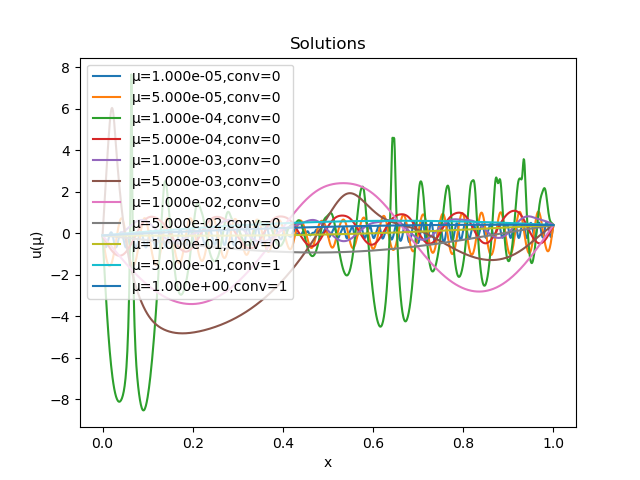 Solutions
8
6
4
2
0
−2
−4
−6
−8
u(μ)
μ=1.000e-05,conv=0
μ=5.000e-05,conv=0
μ=1.000e-04,conv=0
μ=5.000e-04,conv=0
μ=1.000e-03,conv=0
μ=5.000e-03,conv=0
μ=1.000e-02,conv=0
μ=5.000e-02,conv=0
μ=1.000e-01,conv=0
μ=5.000e-01,conv=1
μ=1.000e+00,conv=1
0.0 0.2 0.4 0.6 0.8 1.0
x